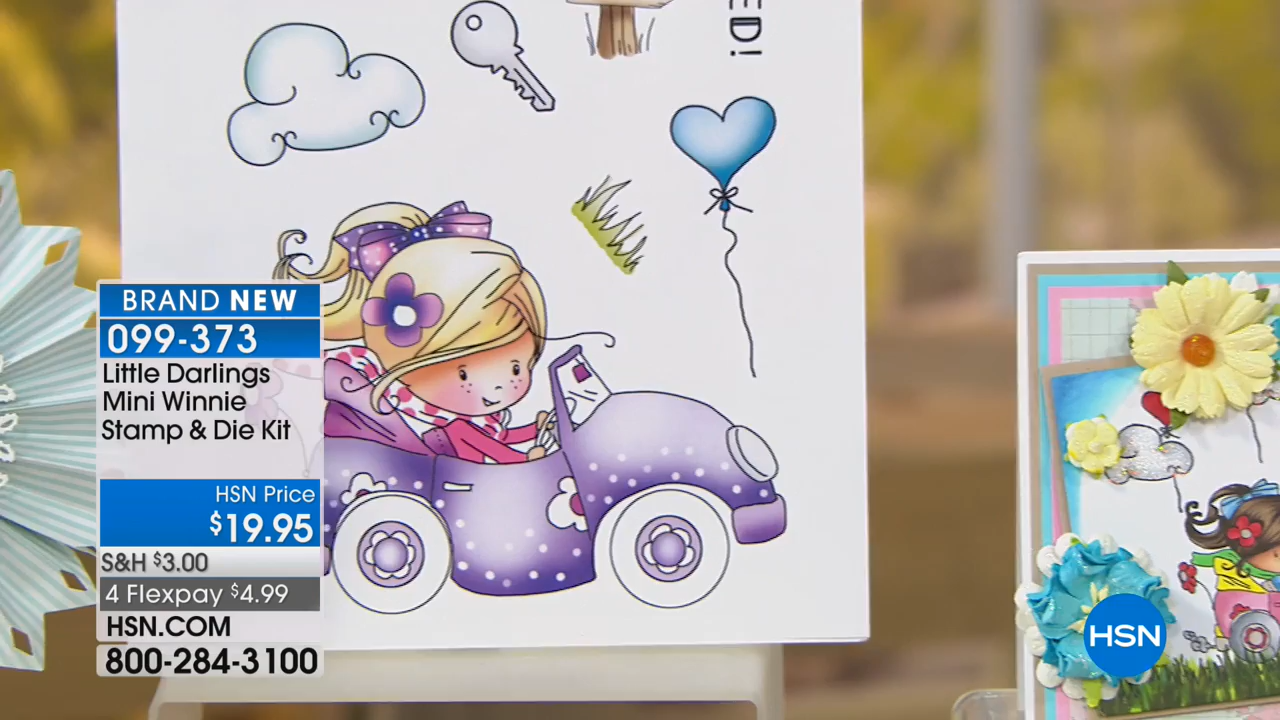 ED!
BRAND NEW
099-373
Little Darlings
Mini Winnie
Stamp & Die Kit
HSN Price
$19.95
S&H $3.00
4 Flexpay $4.99
HSN.COM
800-284-3100
HSN